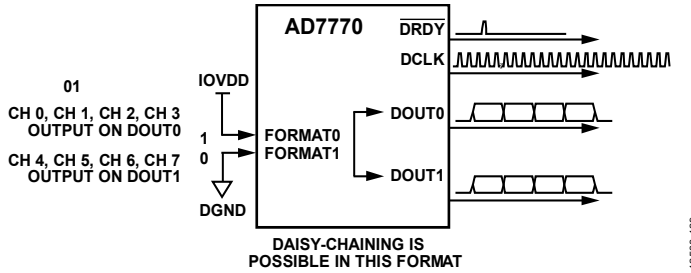 AD7770
DRDY
DCLK
01
IOVDD
CH 0, CH 1, CH 2, CH 3
OUTPUT ON DOUT0
1
FORMAT0
DOUT0
CH 4, CH 5, CH 6, CH 7
OUTPUT ON DOUT1
0
FORMAT1
DOUT1
DGND
DAISY-CHAINING IS
POSSIBLE IN THIS FORMAT